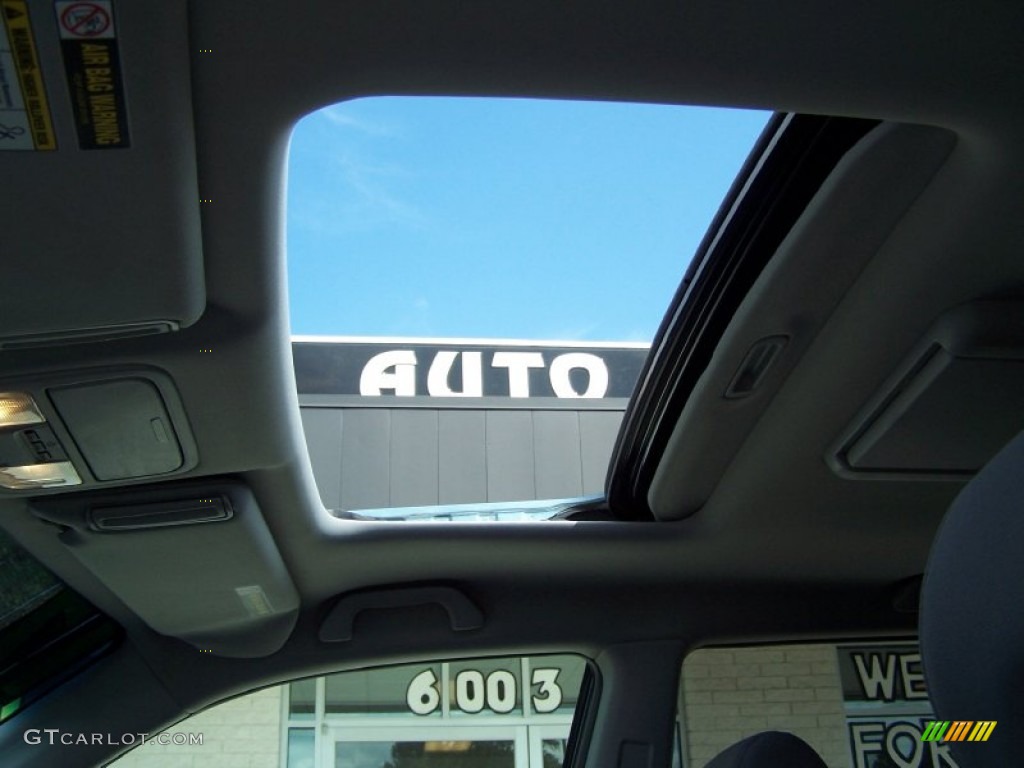 AIR BAG WARNING
AUTO
6003
WE
FOR
GTCARLOT.COM